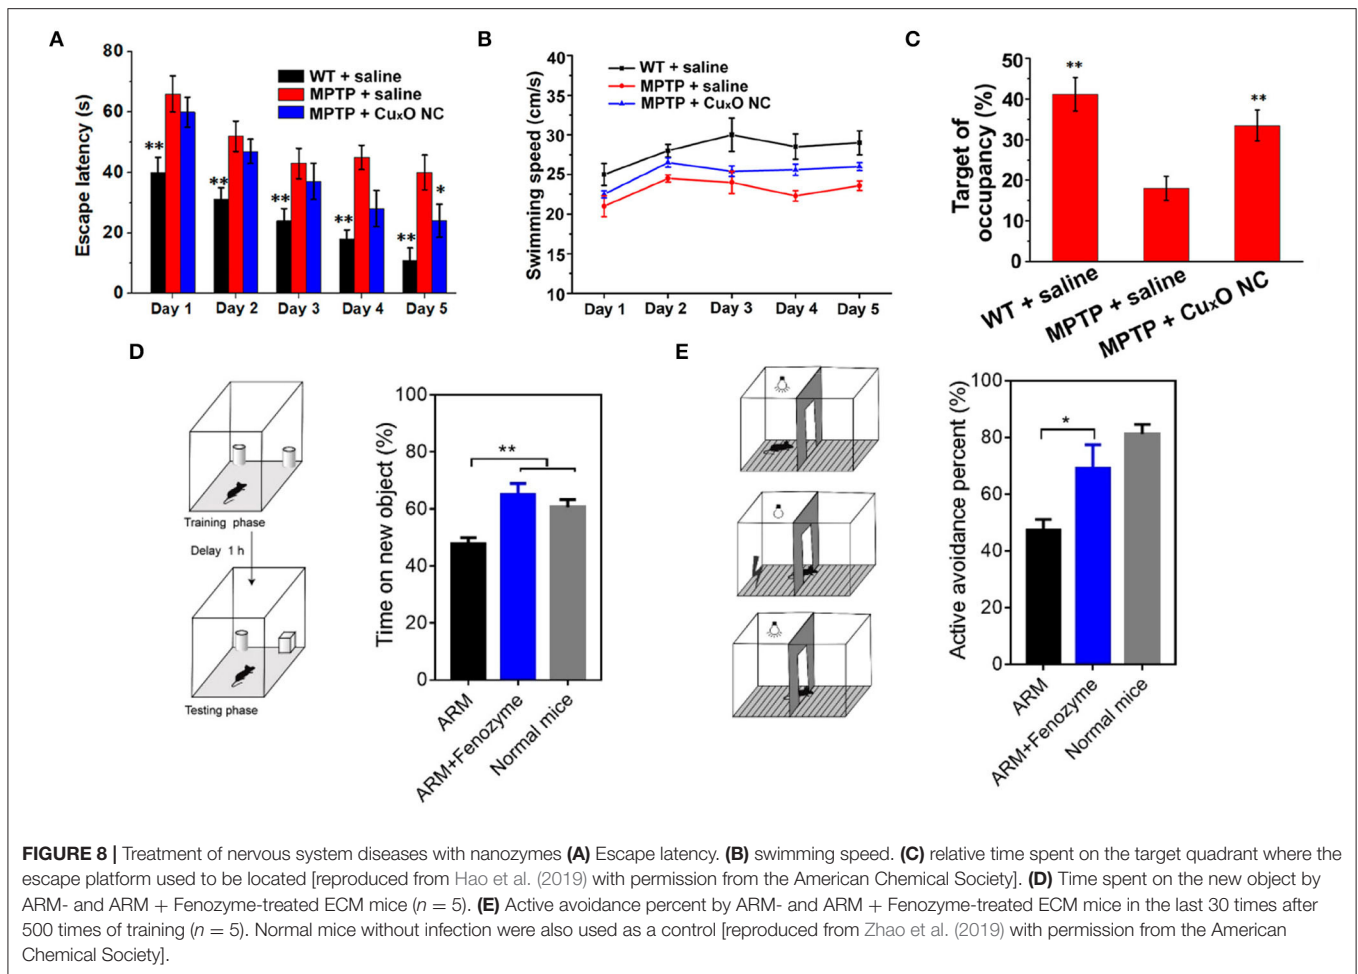 A
80
60
40
20
0
Escape latency (s)
WT + saline
MPTP + saline
MPTP + CuxO NC
**
**
**
**
**
*
Day 1 Day 2 Day 3 Day 4 Day 5
B
40
35
30
25
20
15
10
Swimming speed (cm/s)
WT + saline
MPTP + saline
MPTP + CuxO NC
Day 1 Day 2 Day 3 Day 4 Day 5
C
50
40
30
20
10
0
Target of
occupancy (%)
**
**
WT + saline
MPTP + saline
MPTP + CuxO NC
D
Training phase
Delay 1 h
Testing phase
100
80
60
40
20
0
Time on new object (%)
**
ARM
ARM+Fenozyme
Normal mice
E
100
80
60
40
20
0
Active avoidance percent (%)
*
ARM
ARM+Fenozyme
Normal mice
FIGURE 8 | Treatment of nervous system diseases with nanozymes (A) Escape latency. (B) swimming speed. (C) relative time spent on the target quadrant where the
escape platform used to be located [reproduced from Hao et al. (2019) with permission from the American Chemical Society]. (D) Time spent on the new object by
ARM- and ARM + Fenozyme-treated ECM mice (n = 5). (E) Active avoidance percent by ARM- and ARM + Fenozyme-treated ECM mice in the last 30 times after
500 times of training (n = 5). Normal mice without infection were also used as a control [reproduced from Zhao et al. (2019) with permission from the American
Chemical Society].